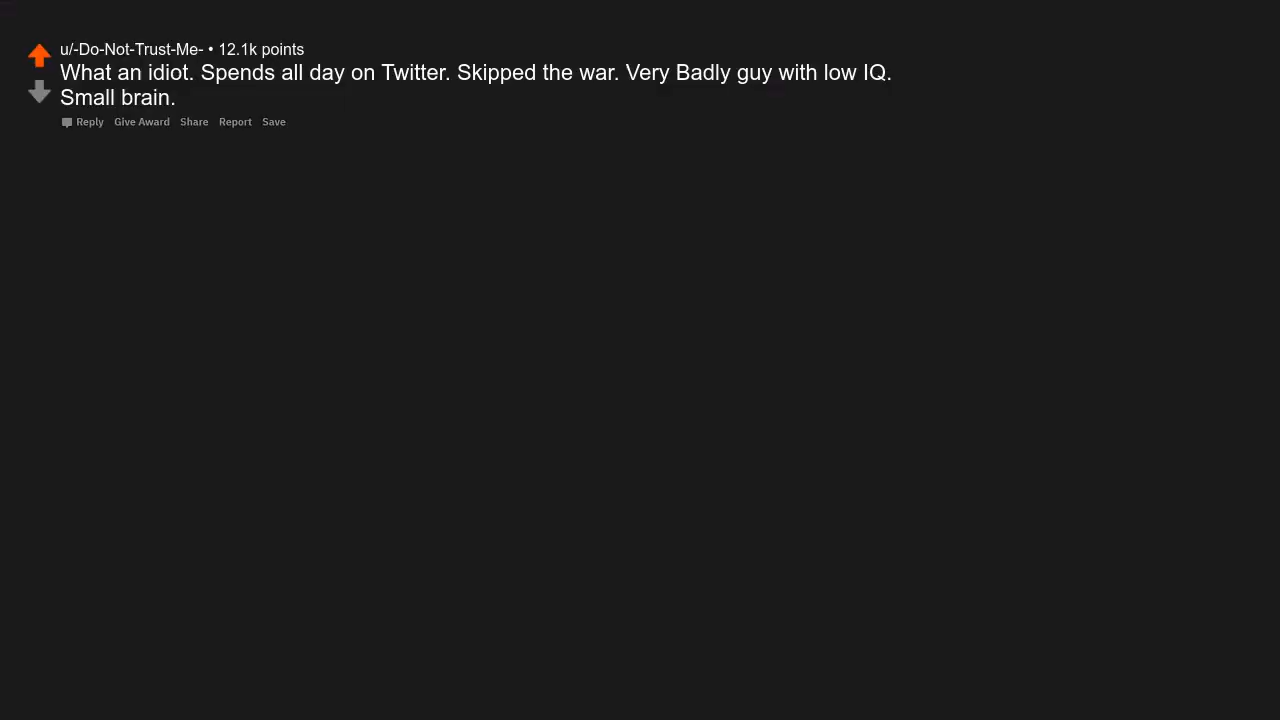 u/-Do-Not-Trust-Me- • 12.1k points
What an idiot. Spends all day on Twitter. Skipped the war. Very Badly guy with low IQ.
Small brain.
Reply Give Award Share Report Save